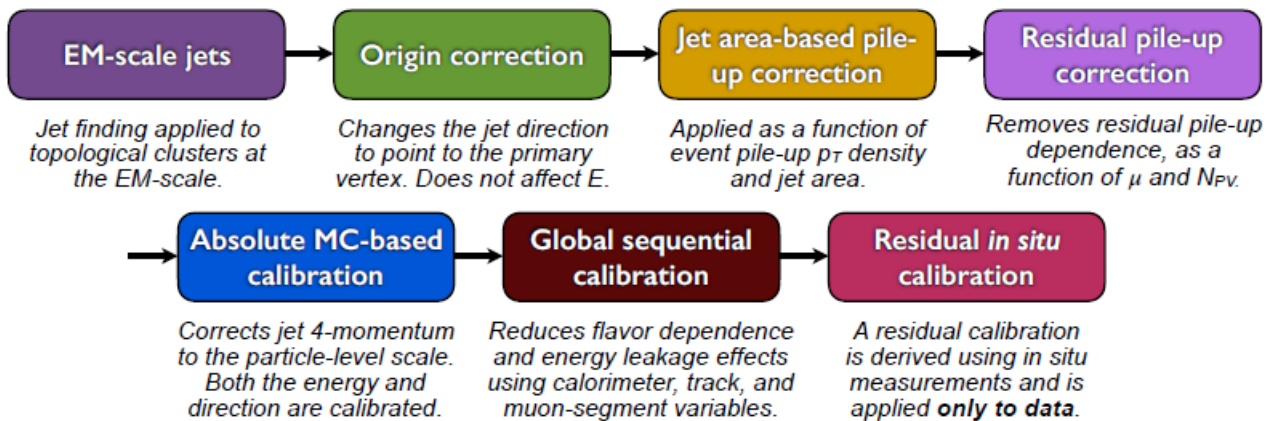 EM-scale jets
Jet finding applied to
topological clusters at
the EM-scale.
Origin correction
Changes the jet direction
to point to the primary
vertex. Does not affect E.
Jet area-based pile-
up correction
Applied as a function of
event pile-up pT density
and jet area.
Residual pile-up
correction
Removes residual pile-up
dependence, as a
function of µ and NPV.
Absolute MC-based
calibration
Corrects jet 4-momentum
to the particle-level scale.
Both the energy and
direction are calibrated.
Global sequential
calibration
Reduces flavor dependence
and energy leakage effects
using calorimeter, track, and
muon-segment variables.
Residual in situ
calibration
A residual calibration
is derived using in situ
measurements and is
applied only to data.